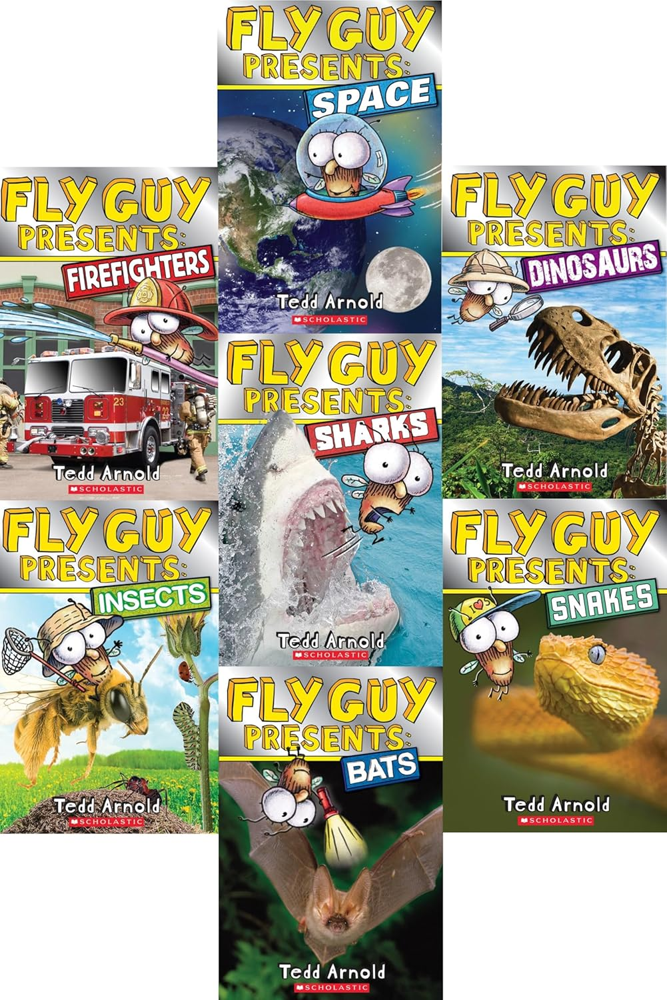 FLY GUY
PRESENTS:
SPACE
Tedd Arnold
SCHOLASTIC
FLY GUY
PRESENTS:
FIREFIGHTERS
23
22
Tedd Arnold
SCHOLASTIC
FLY GUY
PRESENTS:
DINOSAURS
Tedd Arnold
SCHOLASTIC
FLY GUY
PRESENTS:
SHARKS
Tedd Arnold
SCHOLASTIC
FLY GUY
PRESENTS:
INSECTS
Tedd Arnold
SCHOLASTIC
FLY GUY
PRESENTS:
SNAKES
I ♥ S
Tedd Arnold
SCHOLASTIC
FLY GUY
PRESENTS:
BATS
Tedd Arnold
SCHOLASTIC